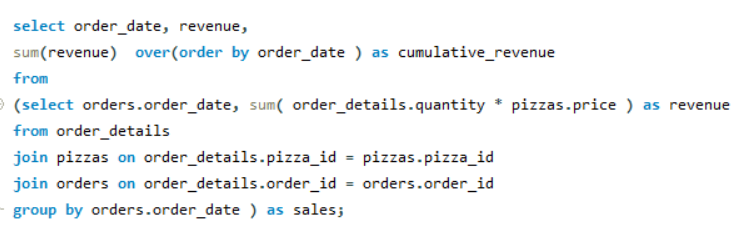 select order_date, revenue,
sum(revenue)  over(order by order_date ) as cumulative_revenue
from
(select orders.order_date, sum( order_details.quantity * pizzas.price ) as revenue
from order_details
join pizzas on order_details.pizza_id = pizzas.pizza_id
join orders on order_details.order_id = orders.order_id
group by orders.order_date ) as sales;